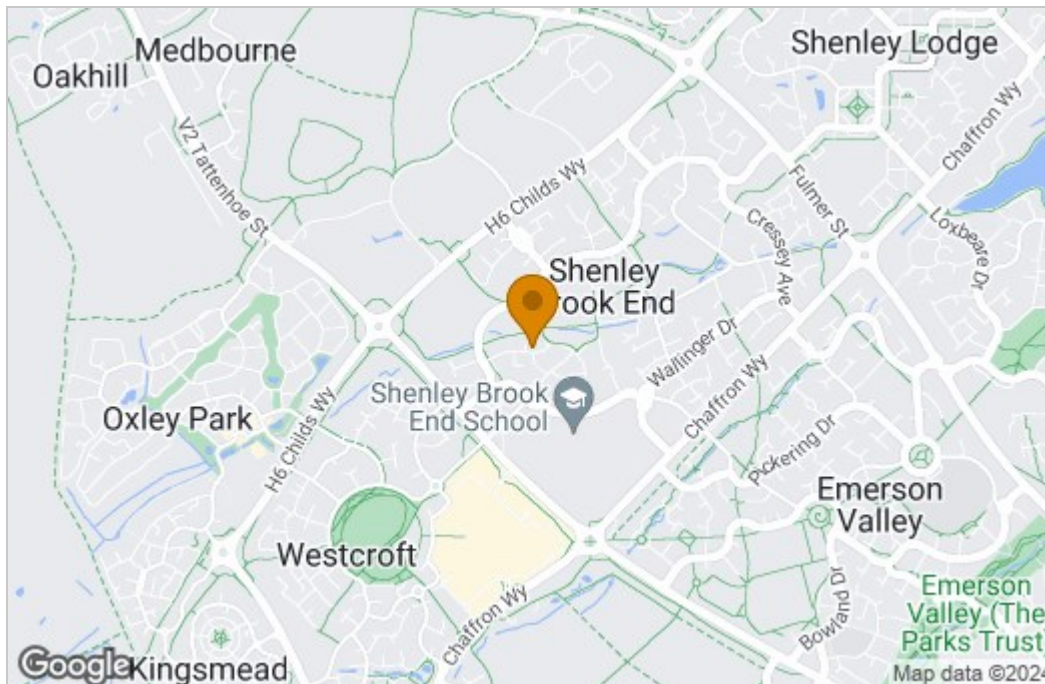 Medbourne
Oakhill
Shenley Lodge
V2 Tattenhoe St
H6 Childs Wy
Fulmer St
Chaffron Wy
Cressey Ave
Loxbeare Dr
Shenley
rook End
Wallinger Dr
Chaffron Wy
Shenley Brook
End School
Oxley Park
H6 Childs Wy
Pickering Dr
Emerson
Valley
Westcroft
Chaffron Wy
Bowland Dr
Emerson
Valley (The
Parks Trust)
Google
Kingsmead
Map data ©2024